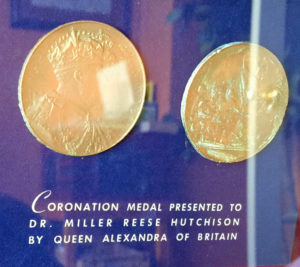 CORONATION MEDAL PRESENTED TO
DR. MILLER REESE HUTCHISON
BY QUEEN ALEXANDRA OF BRITAIN